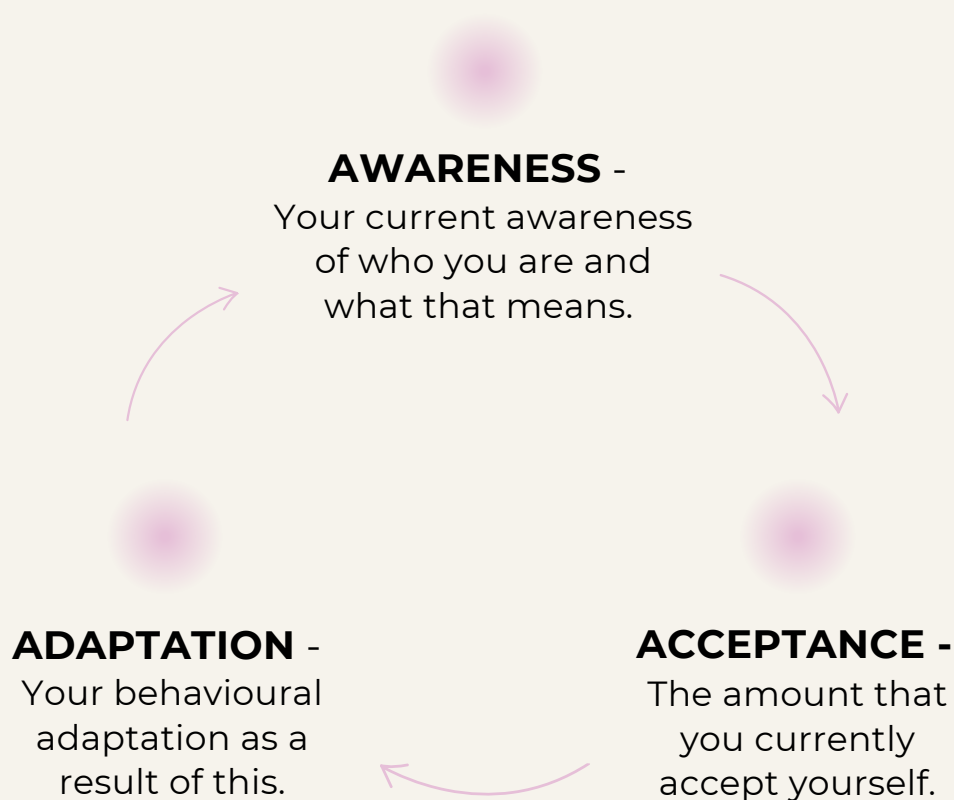 AWARENESS -
Your current awareness
of who you are and
what that means.
ADAPTATION -
Your behavioural
adaptation as a
result of this.
ACCEPTANCE -
The amount that
you currently
accept yourself.